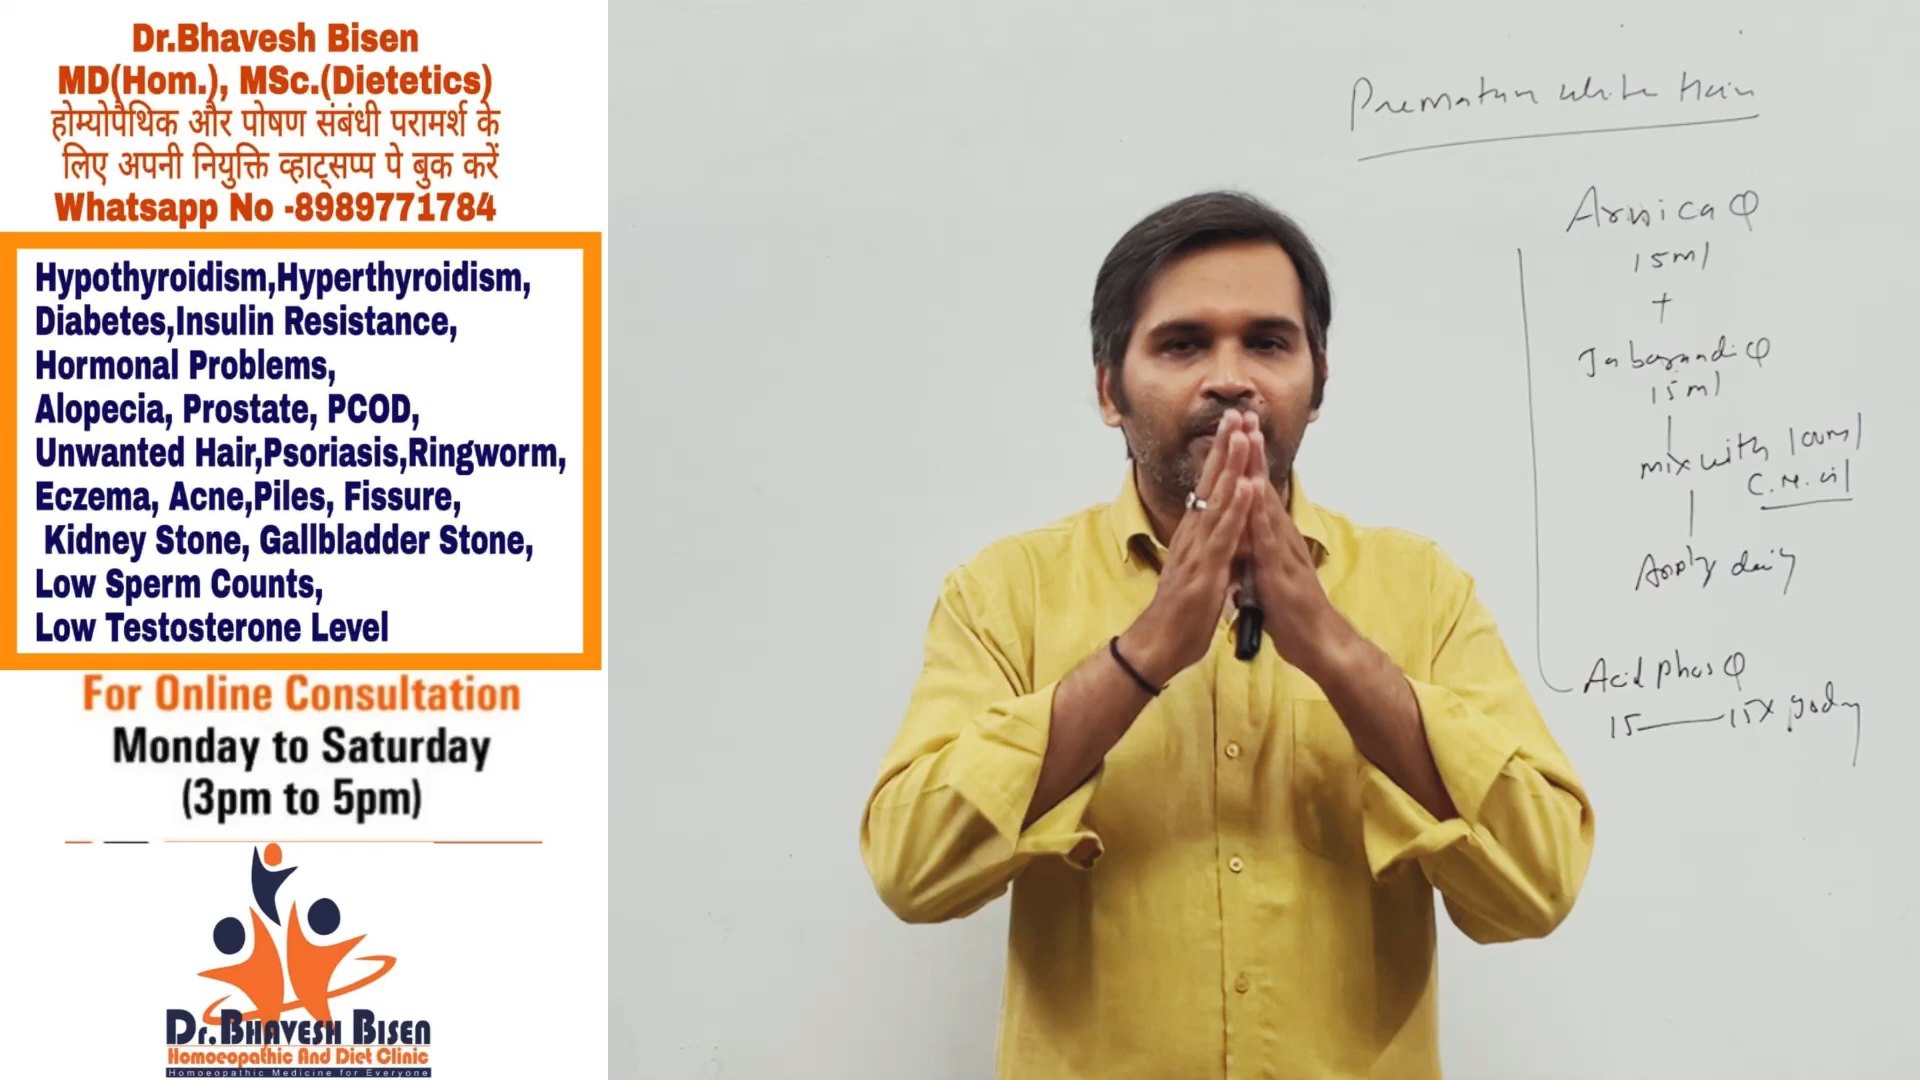 Dr.Bhavesh Bisen
MD(Hom.), MSc.(Dietetics)
होम्योपैथिक और पोषण संबंधी परामर्श के
लिए अपनी नियुक्ति व्हाट्सप्प पे बुक करें
Whatsapp No -8989771784
Hypothyroidism,Hyperthyroidism,
Diabetes,Insulin Resistance,
Hormonal Problems,
Alopecia, Prostate, PCOD,
Unwanted Hair,Psoriasis,Ringworm,
Eczema, Acne,Piles, Fissure,
Kidney Stone, Gallbladder Stone,
Low Sperm Counts,
Low Testosterone Level
For Online Consultation
Monday to Saturday
(3pm to 5pm)
Dr.Bhavesh Bisen
Homoeopathic And Diet Clinic
Homoeopathic Medicine for Everyone
Premature white Hair
Arnica Φ
15ml
+
Jaborandi Φ
15ml
mix with 100ml
C.N. oil
Apply daily
Acid phos Φ
15——15x